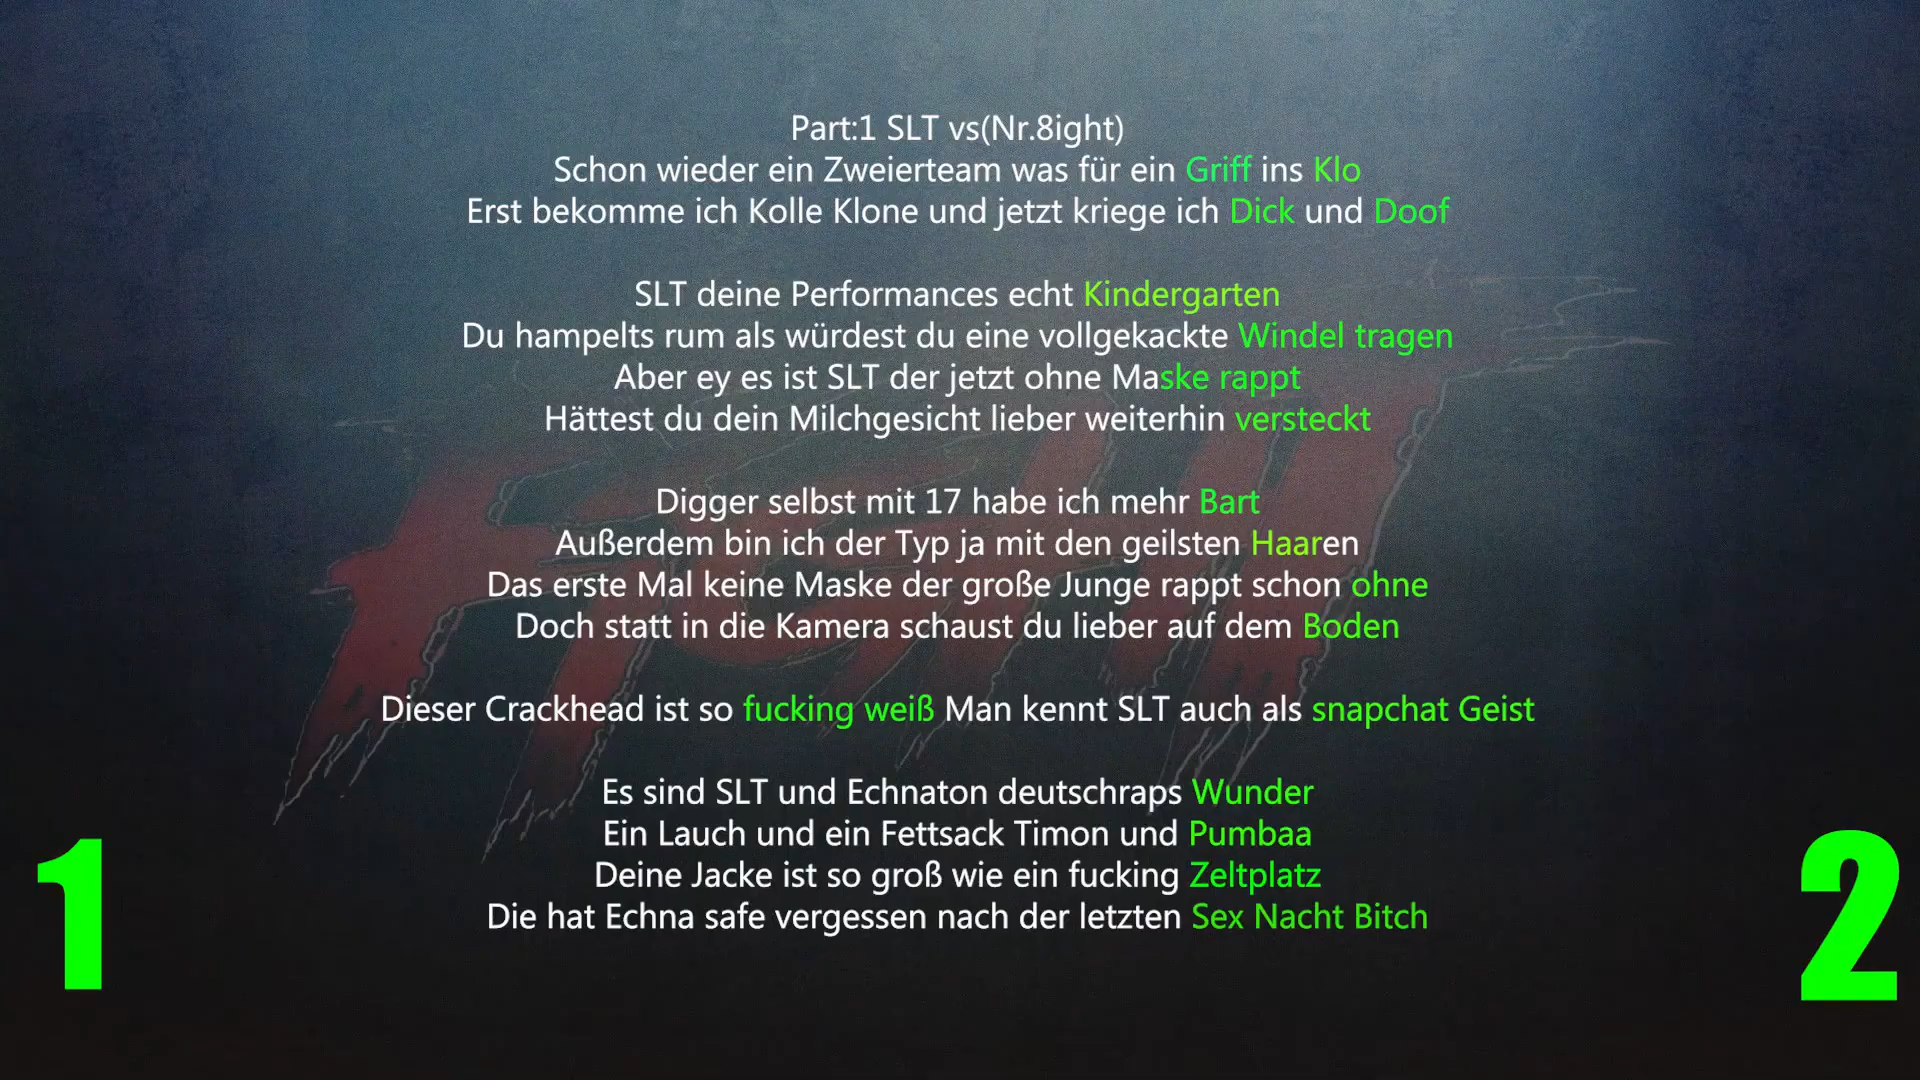 Part:1 SLT vs(Nr.8ight)
Schon wieder ein Zweierteam was für ein Griff ins Klo
Erst bekomme ich Kolle Klone und jetzt kriege ich Dick und Doof
SLT deine Performances echt Kindergarten
Du hampelts rum als würdest du eine vollgekackte Windel tragen
Aber ey es ist SLT der jetzt ohne Maske rappt
Hättest du dein Milchgesicht lieber weiterhin versteckt
Digger selbst mit 17 habe ich mehr Bart
Außerdem bin ich der Typ ja mit den geilsten Haaren
Das erste Mal keine Maske der große Junge rappt schon ohne
Doch statt in die Kamera schaust du lieber auf dem Boden
Dieser Crackhead ist so fucking weiß Man kennt SLT auch als snapchat Geist
Es sind SLT und Echnaton deutschraps Wunder
Ein Lauch und ein Fettsack Timon und Pumbaa
Deine Jacke ist so groß wie ein fucking Zeltplatz
Die hat Echna safe vergessen nach der letzten Sex Nacht Bitch
1
2